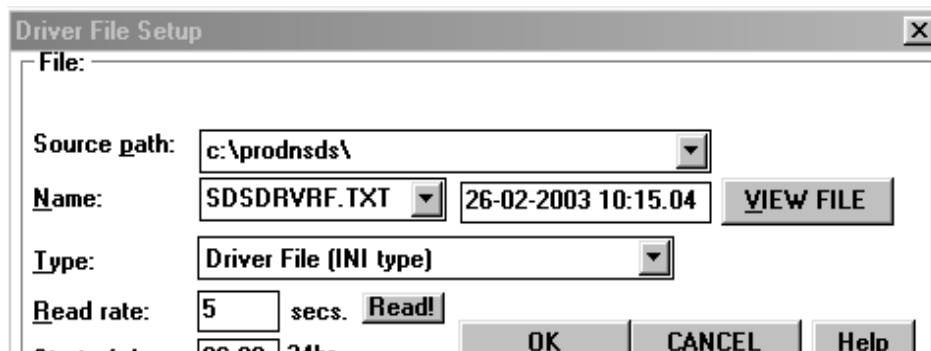 Driver File Setup
File:
Source path: c:\prodnsds\
Name: SDSDRVRF.TXT 26-02-2003 10:15.04 VIEW FILE
Type: Driver File (INI type)
Read rate: 5 secs. Read!
OK CANCEL Help